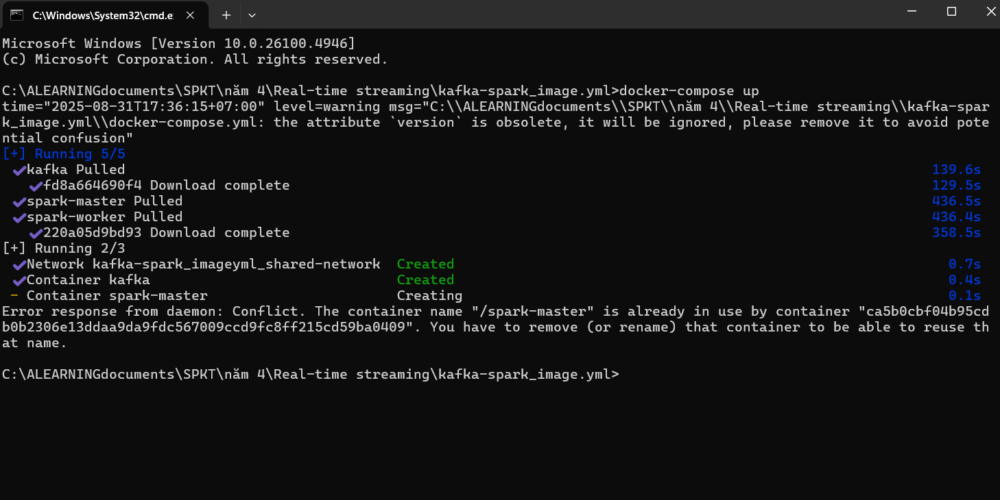 C:\Windows\System32\cmd.e
Microsoft Windows [Version 10.0.26100.4946]
(c) Microsoft Corporation. All rights reserved.
C:\ALEARNINGdocuments\SPKT\năm 4\Real-time streaming\kafka-spark_image.yml>docker-compose up
time="2025-08-31T17:36:15+07:00" level=warning msg="C:\\ALEARNINGdocuments\\SPKT\\năm 4\\Real-time streaming\\kafka-spar
k_image.yml\\docker-compose.yml: the attribute `version` is obsolete, it will be ignored, please remove it to avoid pote
ntial confusion"
[+] Running 5/5
✔kafka Pulled 139.6s
✔fd8a664690f4 Download complete 129.5s
✔spark-master Pulled 436.5s
✔spark-worker Pulled 436.4s
✔220a05d9bd93 Download complete 358.5s
[+] Running 2/3
✔Network kafka-spark_imageyml_shared-network Created 0.7s
✔Container kafka Created 0.4s
- Container spark-master Creating 0.1s
Error response from daemon: Conflict. The container name "/spark-master" is already in use by container "ca5b0cbf04b95cd
b0b2306e13ddaa9da9fdc567009ccd9fc8ff215cd59ba0409". You have to remove (or rename) that container to be able to reuse th
at name.
C:\ALEARNINGdocuments\SPKT\năm 4\Real-time streaming\kafka-spark_image.yml>